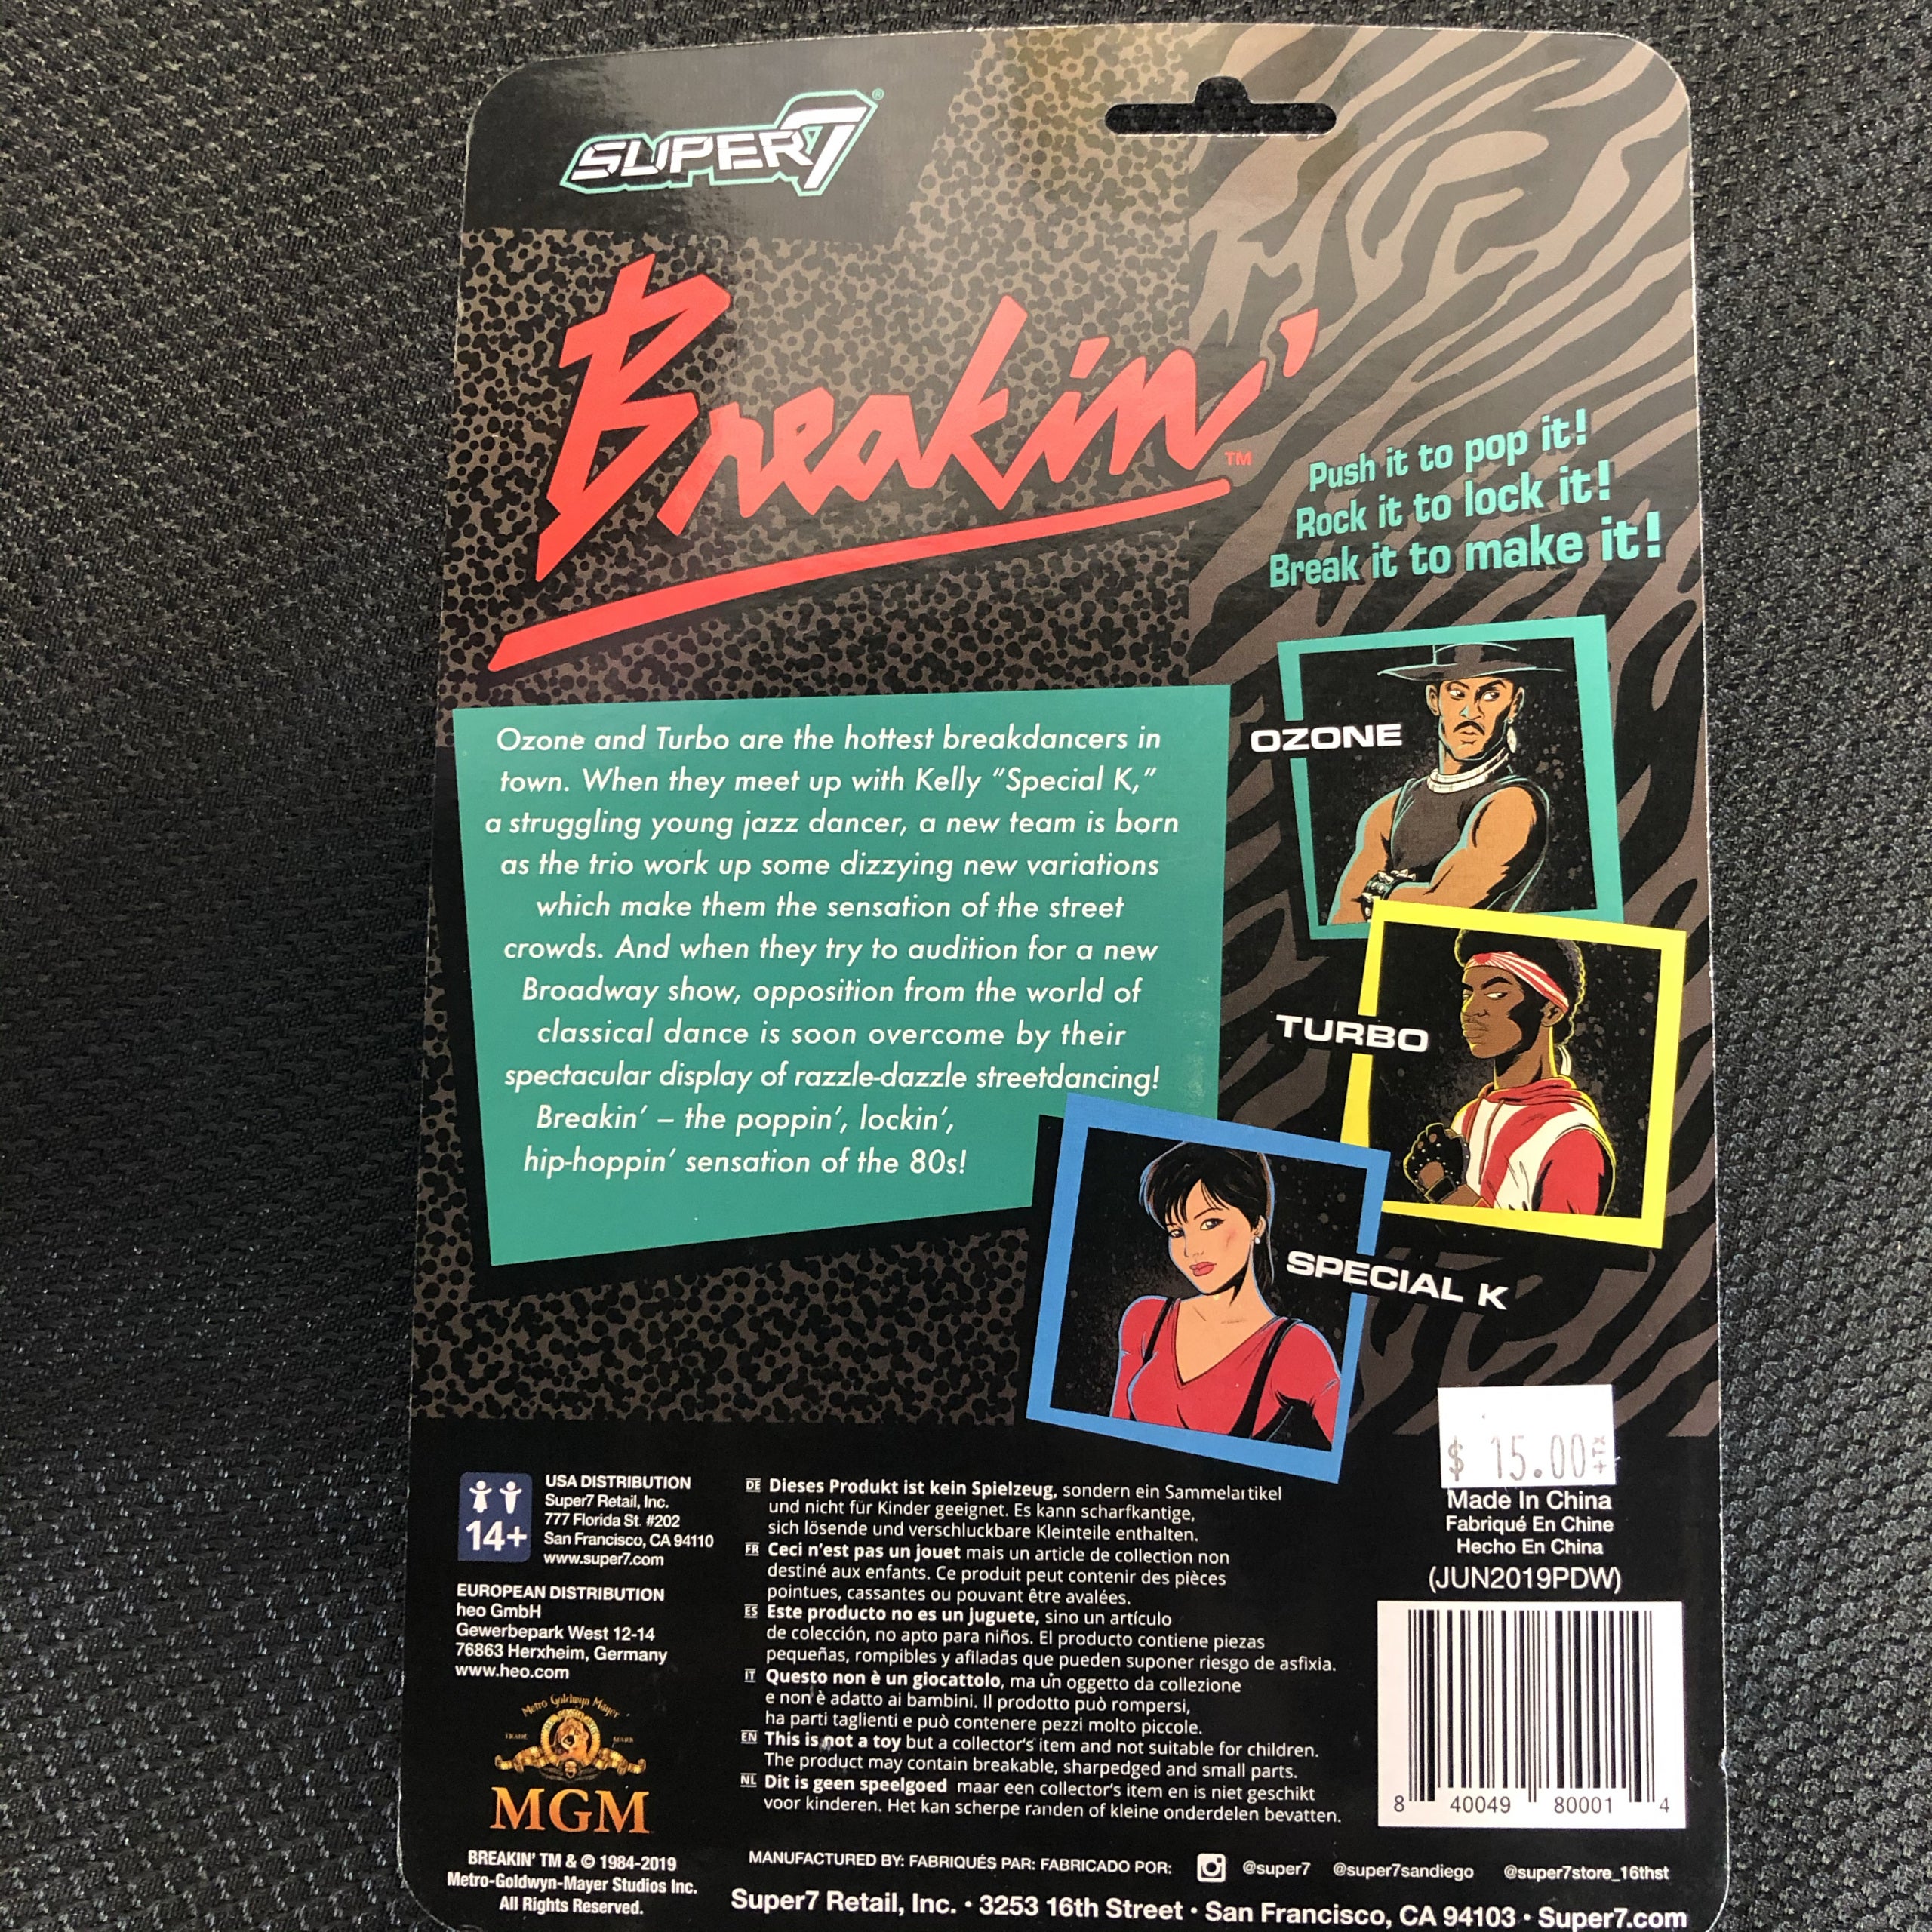 SUPER7®
Breakin'
TM
Push it to pop it!
Rock it to lock it!
Break it to make it!
Ozone and Turbo are the hottest breakdancers in
town. When they meet up with Kelly “Special K,”
a struggling young jazz dancer, a new team is born
as the trio work up some dizzying new variations
which make them the sensation of the street
crowds. And when they try to audition for a new
Broadway show, opposition from the world of
classical dance is soon overcome by their
spectacular display of razzle-dazzle streetdancing!
Breakin’ – the poppin’, lockin’,
hip-hoppin’ sensation of the 80s!
OZONE
TURBO
SPECIAL K
14+
USA DISTRIBUTION
Super7 Retail, Inc.
777 Florida St. #202
San Francisco, CA 94110
www.super7.com
EUROPEAN DISTRIBUTION
heo GmbH
Gewerbepark West 12-14
76863 Herxheim, Germany
www.heo.com
Metro Goldwyn Mayer
TRADE MARK
MGM
BREAKIN’ TM & © 1984-2019
Metro-Goldwyn-Mayer Studios Inc.
All Rights Reserved.
DE Dieses Produkt ist kein Spielzeug, sondern ein Sammelartikel
und nicht für Kinder geeignet. Es kann scharfkantige,
sich lösende und verschluckbare Kleinteile enthalten.
FR Ceci n’est pas un jouet mais un article de collection non
destiné aux enfants. Ce produit peut contenir des pièces
pointues, cassantes ou pouvant être avalées.
ES Este producto no es un juguete, sino un artículo
de colección, no apto para niños. El producto contiene piezas
pequeñas, rompibles y afiladas que pueden suponer riesgo de asfixia.
IT Questo non è un giocattolo, ma un oggetto da collezione
e non è adatto ai bambini. Il prodotto può rompersi,
ha parti taglienti e può contenere pezzi molto piccole.
EN This is not a toy but a collector’s item and not suitable for children.
The product may contain breakable, sharpedged and small parts.
NL Dit is geen speelgoed maar een collector’s item en is niet geschikt
voor kinderen. Het kan scherpe randen of kleine onderdelen bevatten.
$ 15.00+TX
Made In China
Fabriqué En Chine
Hecho En China
(JUN2019PDW)
8 40049 80001 4
MANUFACTURED BY: FABRIQUÉS PAR: FABRICADO POR: @super7 @super7sandiego @super7store_16thst
Super7 Retail, Inc. • 3253 16th Street • San Francisco, CA 94103 • Super7.com